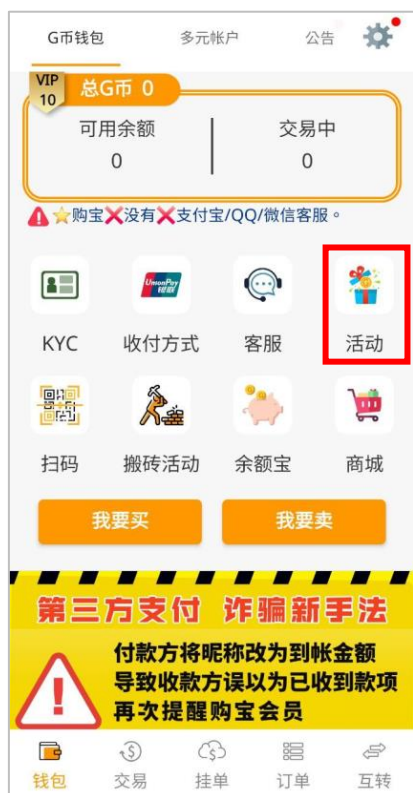 G币钱包 多元帐户 公告
VIP
10
总G币 0
可用余额 交易中
0 0
购宝❌没有❌支付宝/QQ/微信客服。
UnionPay
银联
KYC 收付方式 客服 活动
扫码 搬砖活动 余额宝 商城
我要买 我要卖
第三方支付 诈骗新手法
付款方将昵称改为到帐金额
导致收款方误以为已收到款项
再次提醒购宝会员
钱包 交易 挂单 订单 互转